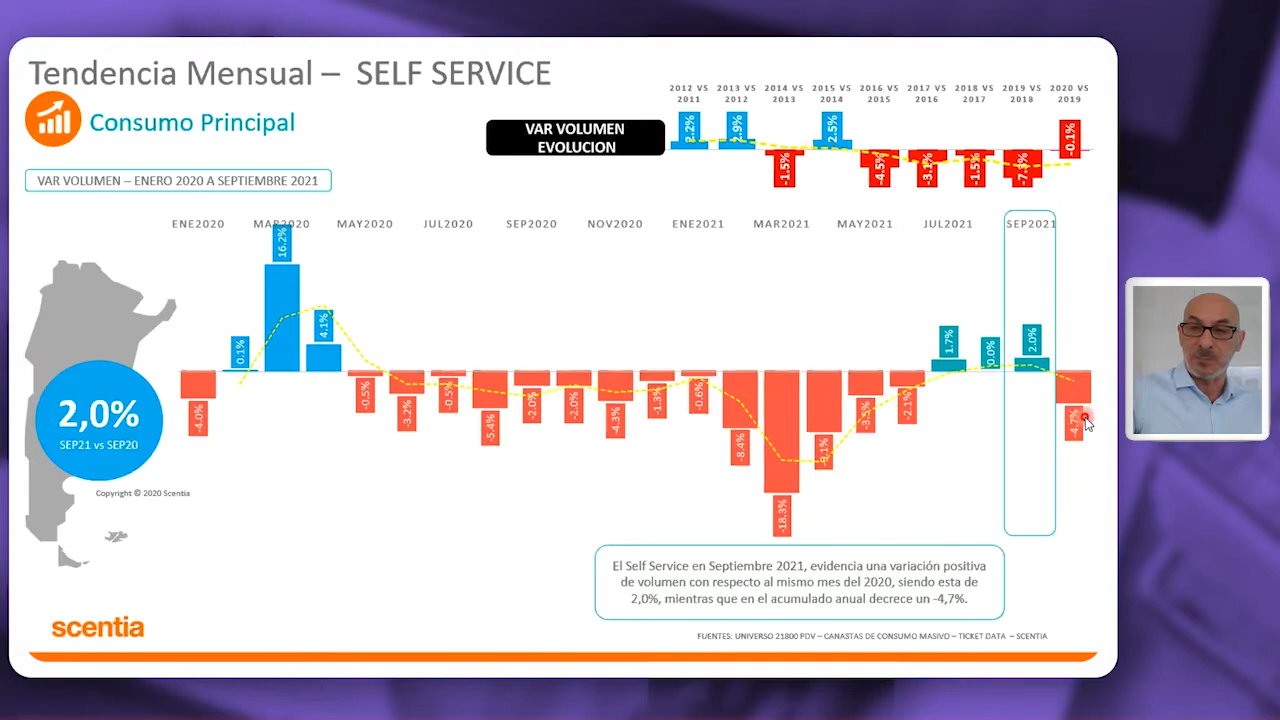 Tendencia Mensual – SELF SERVICE
Consumo Principal
VAR VOLUMEN – ENERO 2020 A SEPTIEMBRE 2021
VAR VOLUMEN
EVOLUCION
2012 VS 2011
2013 VS 2012
2014 VS 2013
2015 VS 2014
2016 VS 2015
2017 VS 2016
2018 VS 2017
2019 VS 2018
2020 VS 2019
-1.5%
2.5%
-4.5%
-3.1%
-1.5%
-7.3%
-0.1%
ENE2020 MAR2020 MAY2020 JUL2020 SEP2020 NOV2020 ENE2021 MAR2021 MAY2021 JUL2021 SEP2021
-4.0%
0.1%
16.2%
4.1%
-0.5%
-3.2%
-0.5%
-5.4%
-2.0%
-2.0%
-4.3%
-1.3%
-0.6%
-8.4%
-18.3%
-9.1%
-3.5%
-2.1%
1.7%
0.0%
2.0%
-4.7%
2,0%
SEP21 vs SEP20
Copyright © 2020 Scentia
El Self Service en Septiembre 2021, evidencia una variación positiva
de volumen con respecto al mismo mes del 2020, siendo esta de
2,0%, mientras que en el acumulado anual decrece un -4,7%.
scentia
FUENTES: UNIVERSO 21800 PDV – CANASTAS DE CONSUMO MASIVO – TICKET DATA – SCENTIA